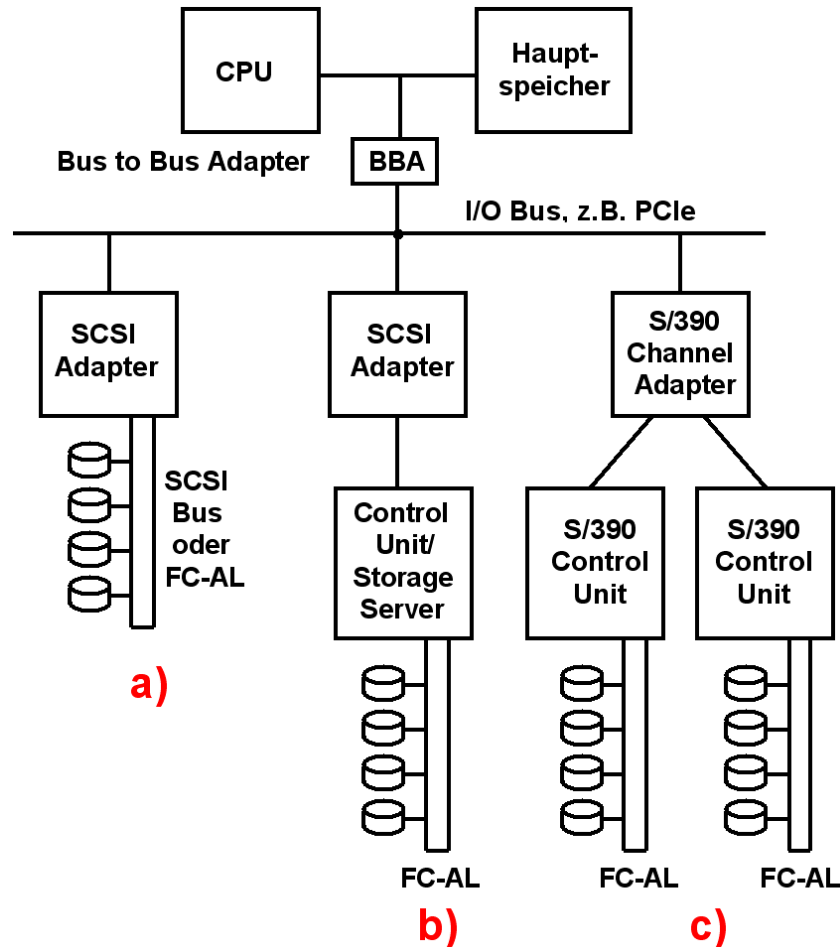 CPU
Haupt-
speicher
Bus to Bus Adapter
BBA
I/O Bus, z.B. PCIe
SCSI
Adapter
SCSI
Adapter
S/390
Channel
Adapter
SCSI
Bus
oder
FC-AL
Control
Unit/
Storage
Server
S/390
Control
Unit
S/390
Control
Unit
a)
FC-AL
FC-AL
FC-AL
b)
c)